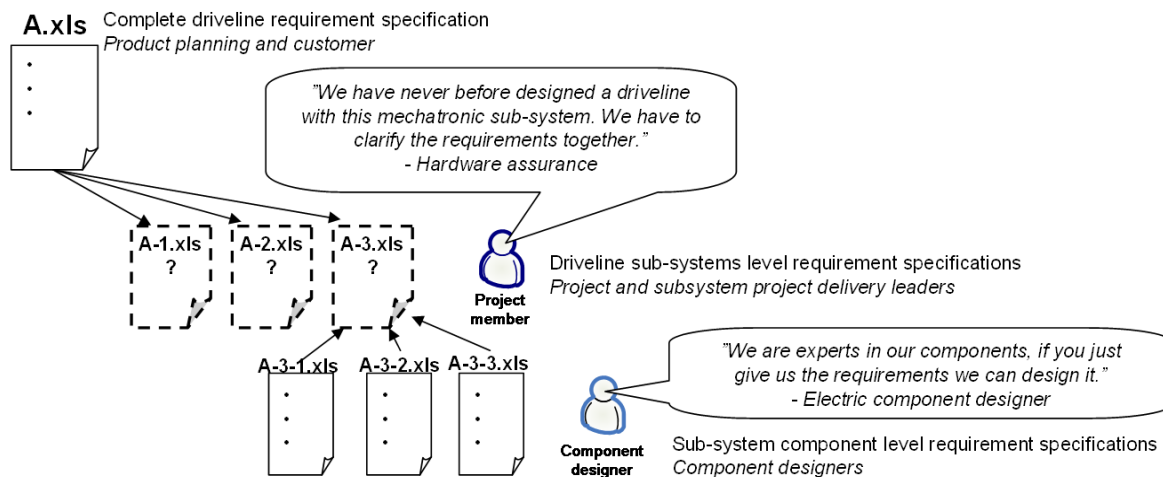 A.xls
Complete driveline requirement specification
Product planning and customer
•
•
•
"We have never before designed a driveline
with this mechatronic sub-system. We have to
clarify the requirements together."
- Hardware assurance
A-1.xls
?
A-2.xls
?
A-3.xls
?
Project
member
Driveline sub-systems level requirement specifications
Project and subsystem project delivery leaders
A-3-1.xls
•
•
•
A-3-2.xls
•
•
•
A-3-3.xls
•
•
•
"We are experts in our components, if you just
give us the requirements we can design it."
- Electric component designer
Component
designer
Sub-system component level requirement specifications
Component designers